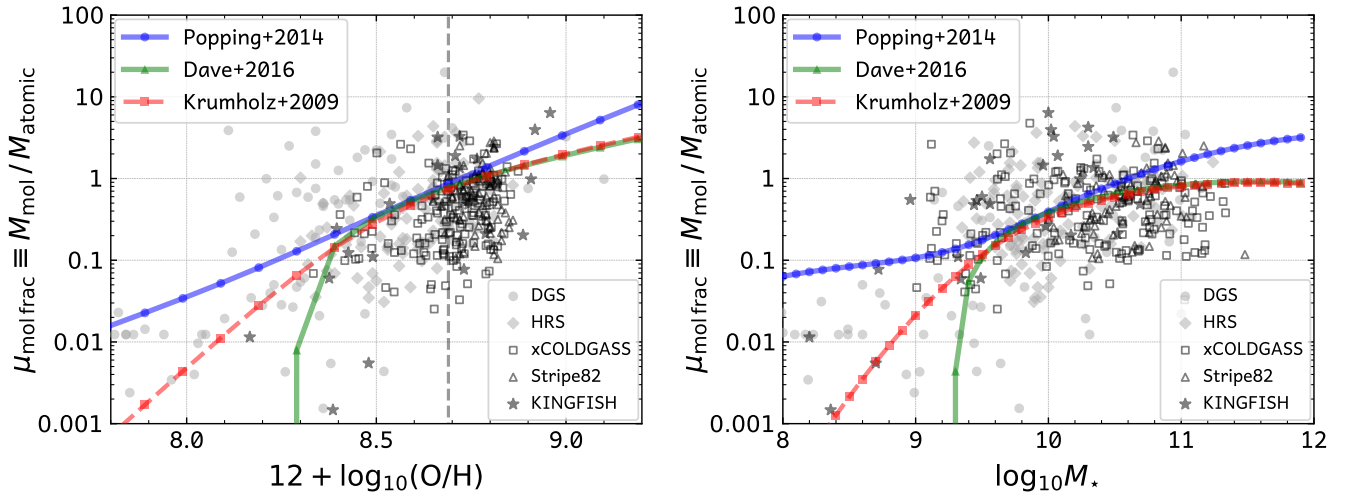 100
10
1
0.1
0.01
0.001
μmol frac ≡ Mmol / Matomic
Popping+2014
Dave+2016
Krumholz+2009
DGS
HRS
xCOLDGASS
Stripe82
KINGFISH
8.0 8.5 9.0
12 + log10(O/H)
100
10
1
0.1
0.01
0.001
μmol frac ≡ Mmol / Matomic
Popping+2014
Dave+2016
Krumholz+2009
DGS
HRS
xCOLDGASS
Stripe82
KINGFISH
8 9 10 11 12
log10M⋆